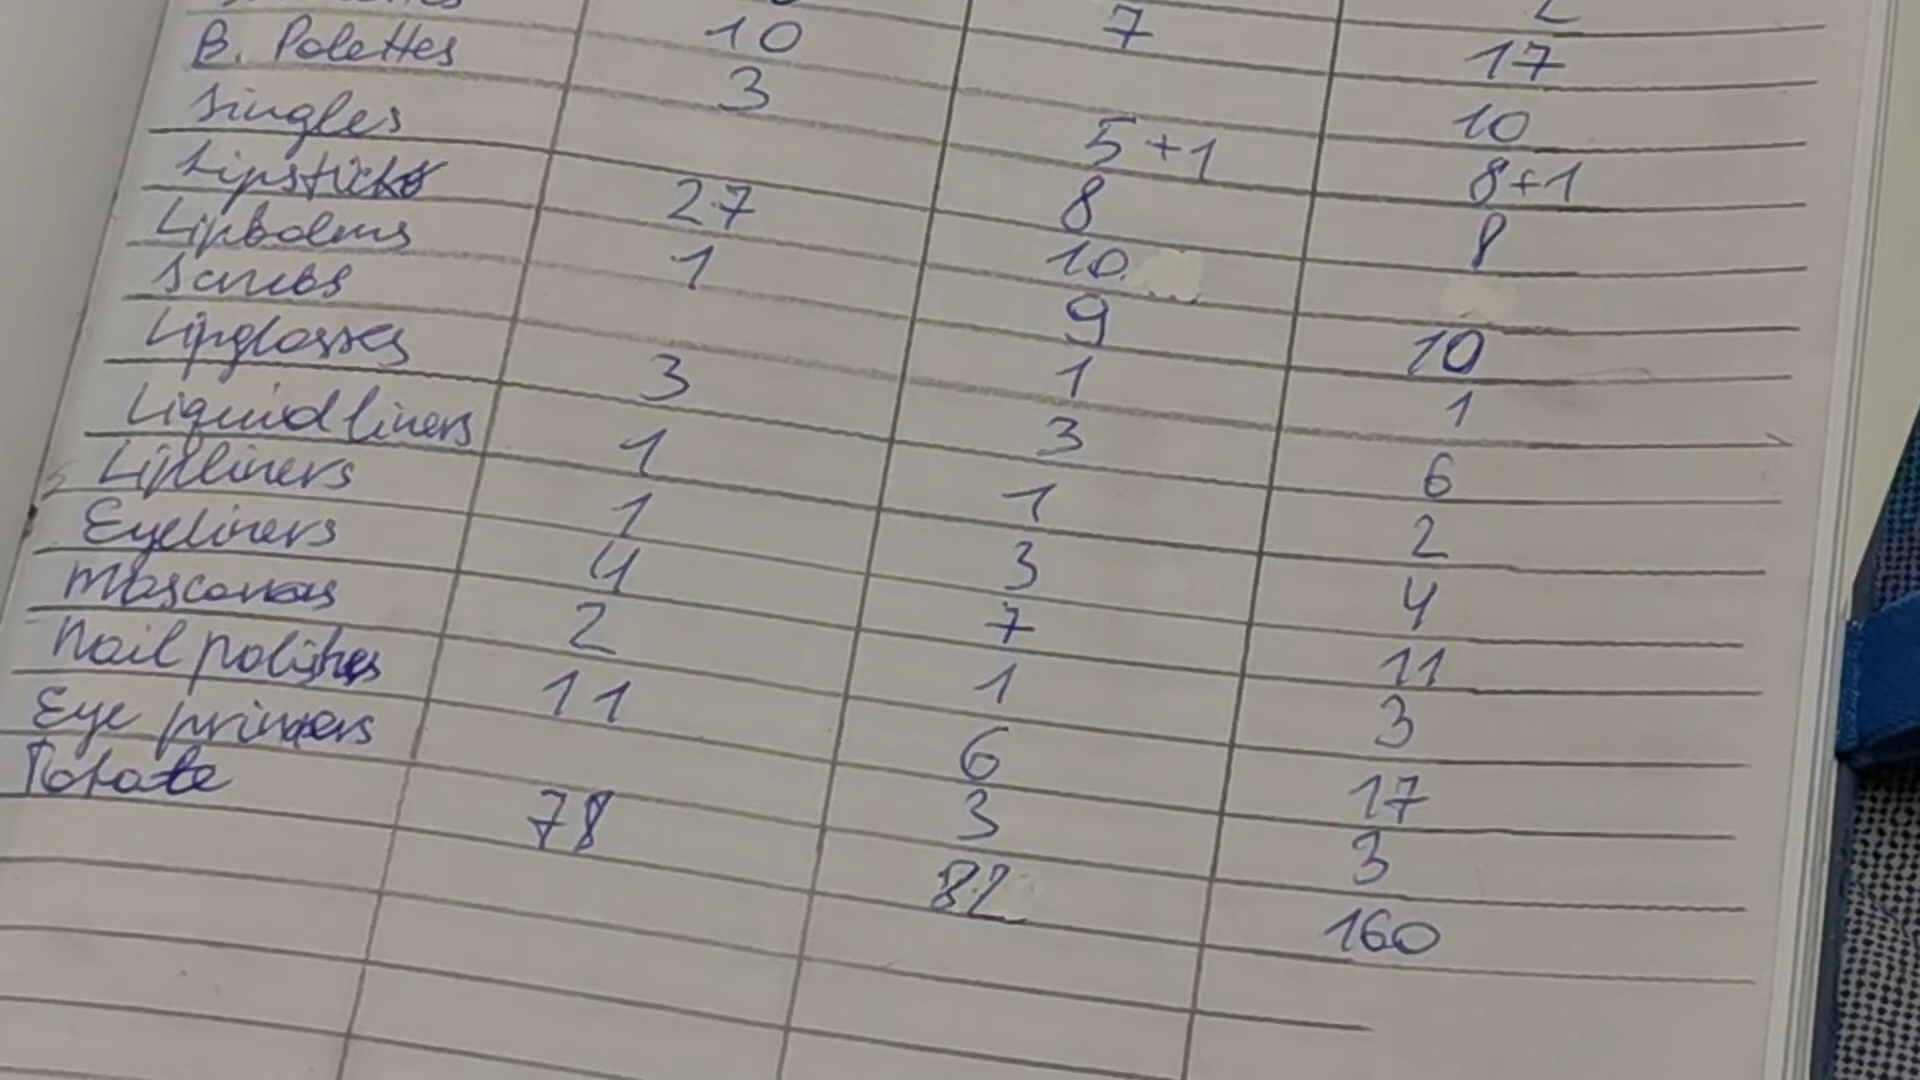 2
7 17
10 10
B. Palettes 3 5+1 8+1
Singles 8 8
Lipsticks 27 10
Lipbalms 1 9 10
Scrubs 1 1
Lipglosses 3 3 6
Liquid liners 1 1 2
Lipliners 1 3 4
Eyeliners 4 7 11
Mascaras 2 1 3
Nail polishes 11 6 17
Eye primers 3 3
Totale 78 82 160